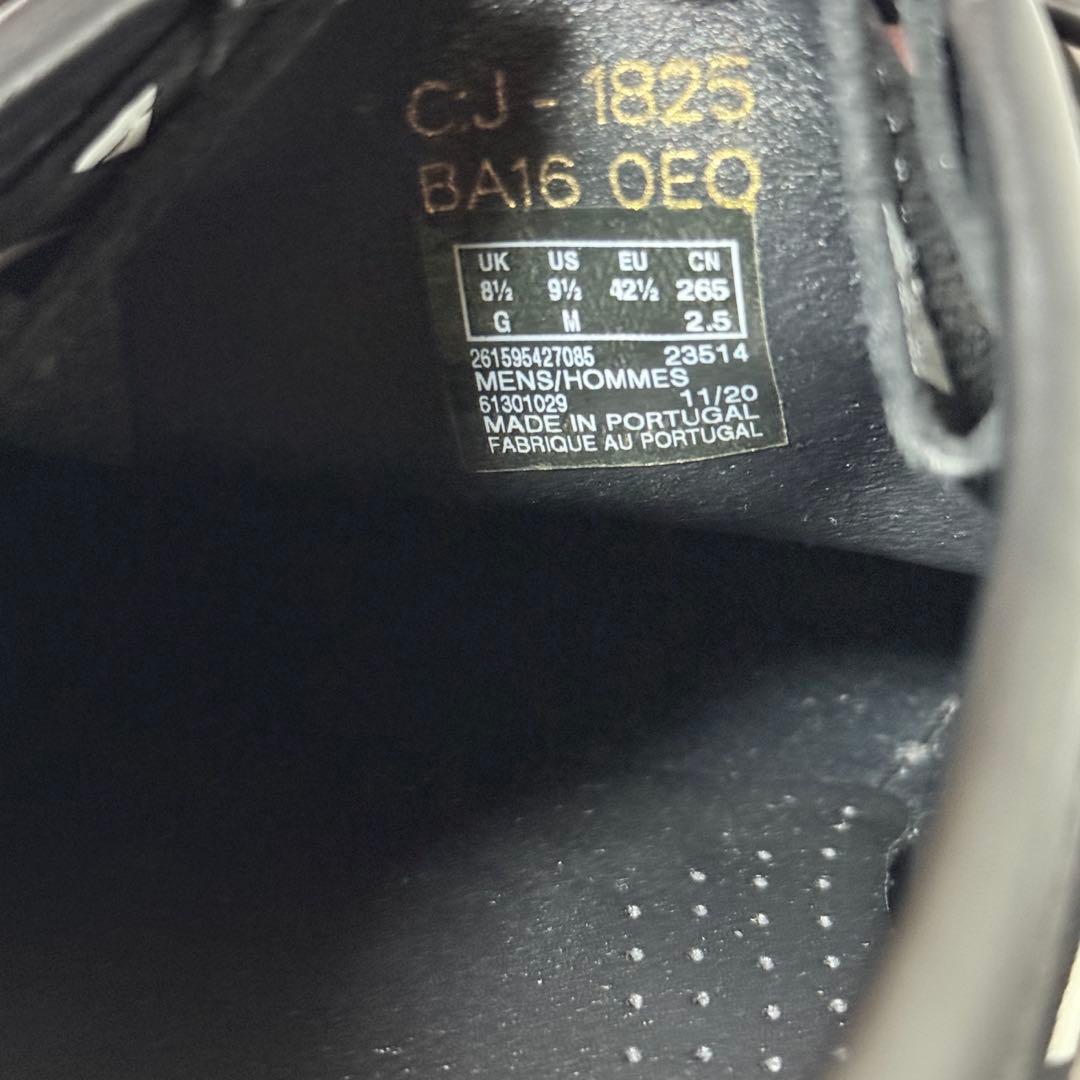 C:J - 1825
BA16 0EQ
UK US EU CN
8½ 9½ 42½ 265
G M 2.5
261595427085 23514
MENS/HOMMES
61301029 11/20
MADE IN PORTUGAL
FABRIQUE AU PORTUGAL